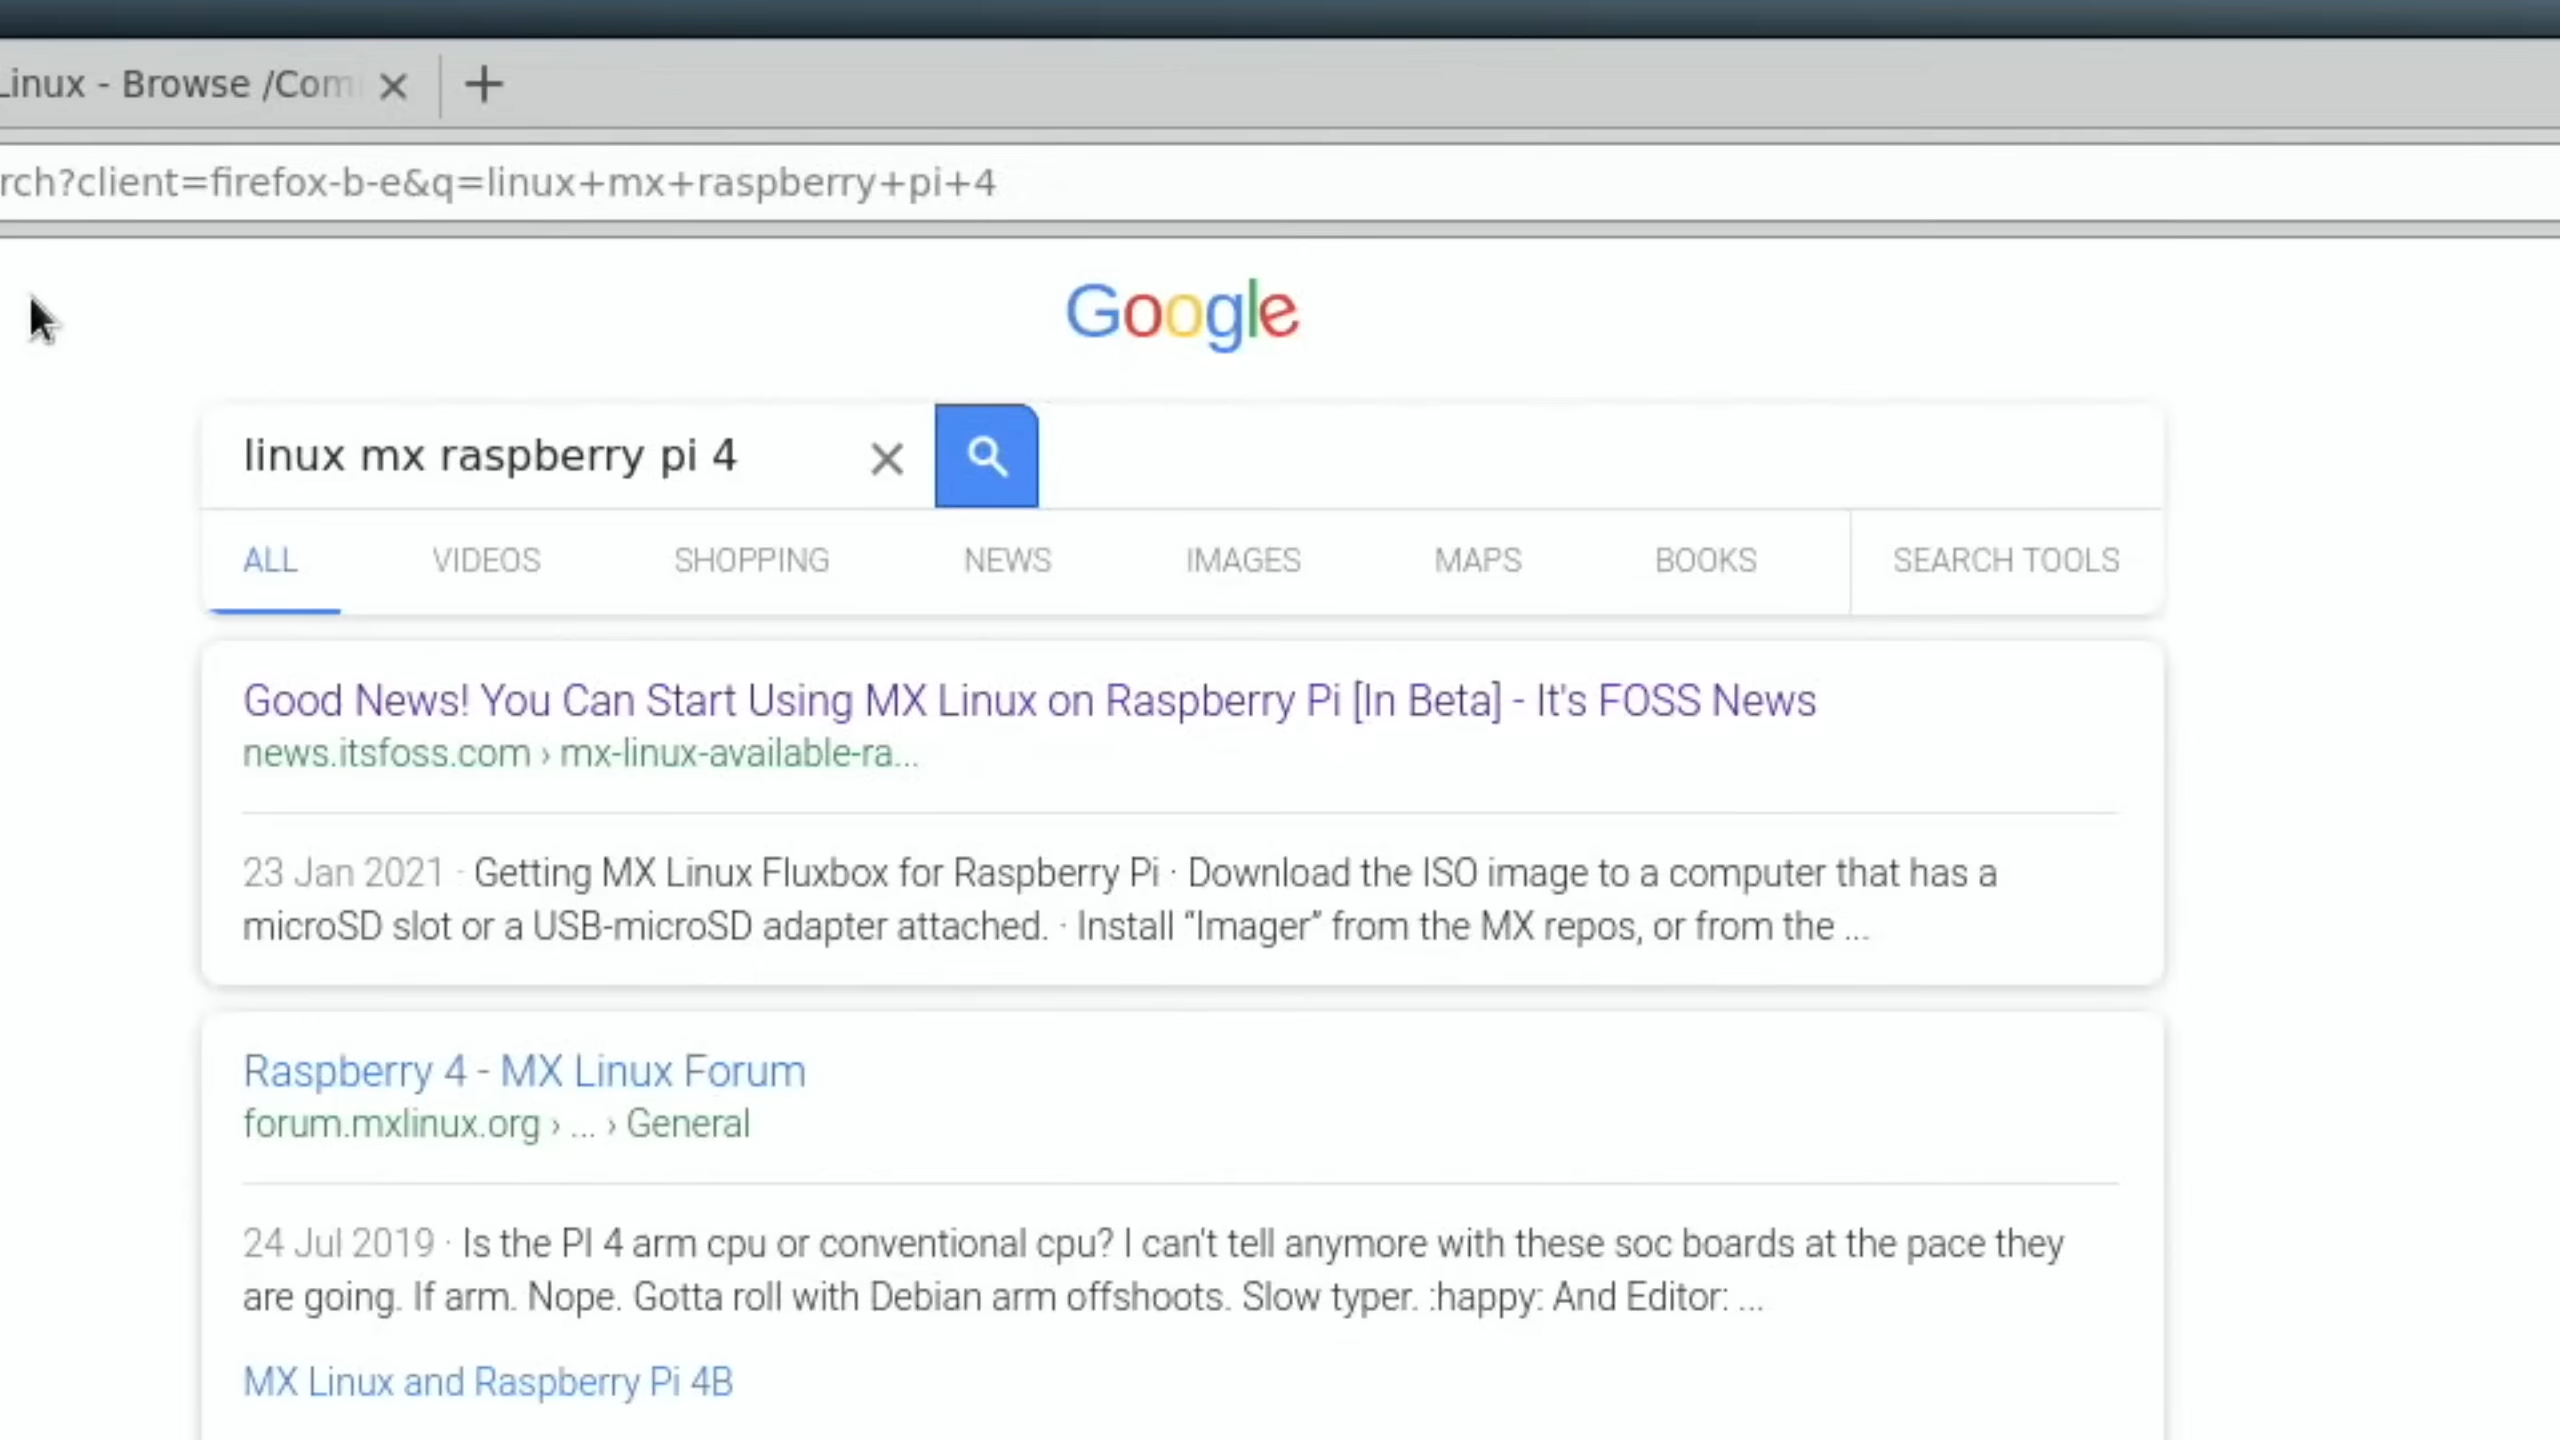 Linux - Browse /Com
rch?client=firefox-b-e&q=linux+mx+raspberry+pi+4
Google
linux mx raspberry pi 4
ALL VIDEOS SHOPPING NEWS IMAGES MAPS BOOKS SEARCH TOOLS
Good News! You Can Start Using MX Linux on Raspberry Pi [In Beta] - It's FOSS News
news.itsfoss.com › mx-linux-available-ra...
23 Jan 2021 · Getting MX Linux Fluxbox for Raspberry Pi · Download the ISO image to a computer that has a
microSD slot or a USB-microSD adapter attached. · Install “Imager” from the MX repos, or from the ...
Raspberry 4 - MX Linux Forum
forum.mxlinux.org › ... › General
24 Jul 2019 · Is the PI 4 arm cpu or conventional cpu? I can't tell anymore with these soc boards at the pace they
are going. If arm. Nope. Gotta roll with Debian arm offshoots. Slow typer. :happy: And Editor: ...
MX Linux and Raspberry Pi 4B